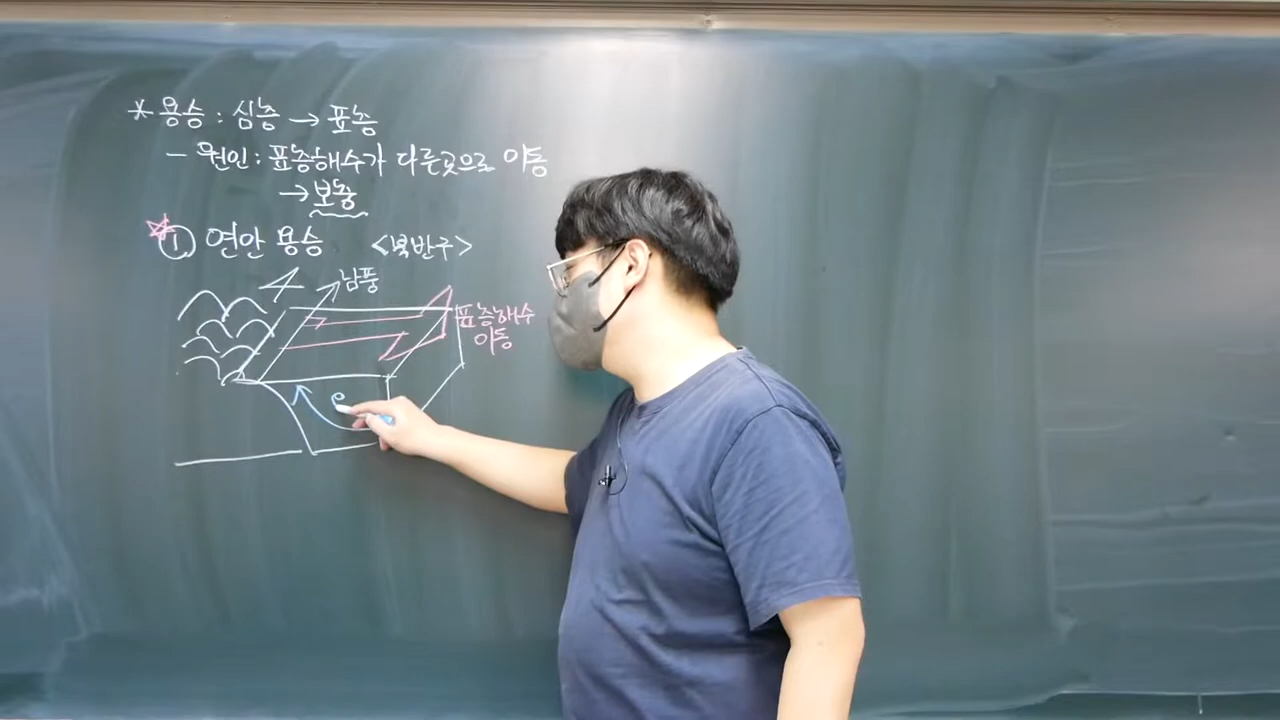 * 용승 : 심층 → 표층
- 원인 : 표층해수가 다른곳으로 이동
→ 보충
① 연안 용승 <북반구>
남풍
표층해수
이동